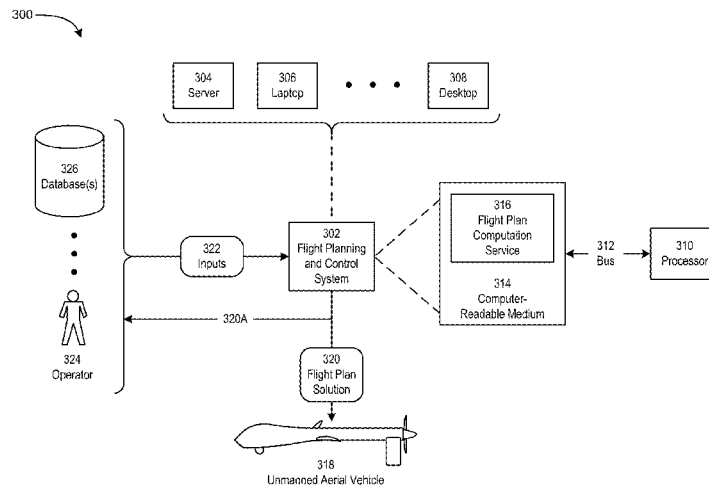 300
304
Server
306
Laptop
308
Desktop
326
Database(s)
322
Inputs
302
Flight Planning
and Control
System
316
Flight Plan
Computation
Service
314
Computer-
Readable Medium
312
Bus
310
Processor
320A
324
Operator
320
Flight Plan
Solution
318
Unmanned Aerial Vehicle